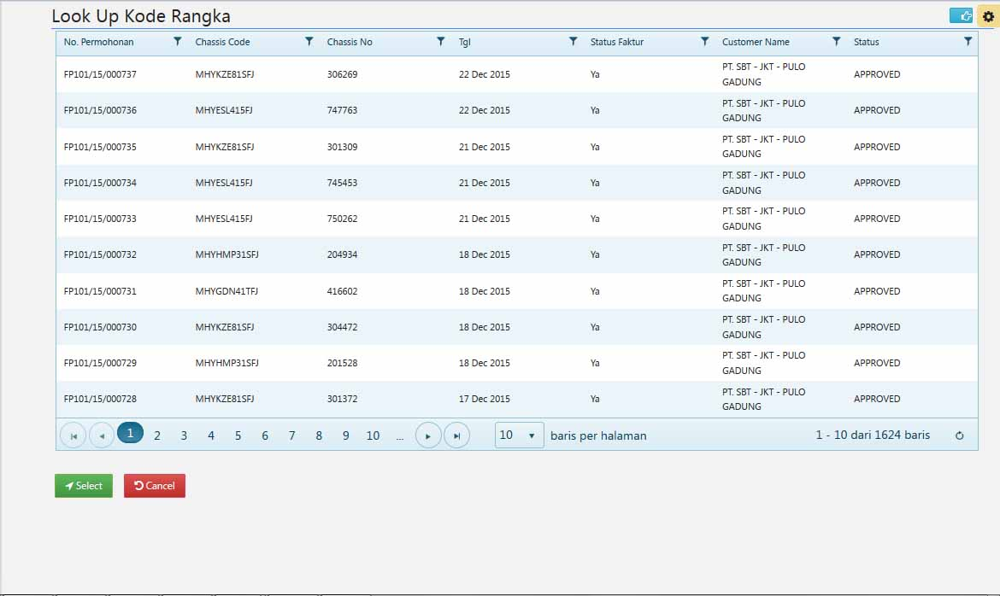 Look Up Kode Rangka
No. Permohonan Chassis Code Chassis No Tgl Status Faktur Customer Name Status
FP101/15/000737 MHYKZE81SFJ 306269 22 Dec 2015 Ya PT. SBT - JKT - PULO GADUNG APPROVED
FP101/15/000736 MHYESL415FJ 747763 22 Dec 2015 Ya PT. SBT - JKT - PULO GADUNG APPROVED
FP101/15/000735 MHYKZE81SFJ 301309 21 Dec 2015 Ya PT. SBT - JKT - PULO GADUNG APPROVED
FP101/15/000734 MHYESL415FJ 745453 21 Dec 2015 Ya PT. SBT - JKT - PULO GADUNG APPROVED
FP101/15/000733 MHYESL415FJ 750262 21 Dec 2015 Ya PT. SBT - JKT - PULO GADUNG APPROVED
FP101/15/000732 MHYHMP31SFJ 204934 18 Dec 2015 Ya PT. SBT - JKT - PULO GADUNG APPROVED
FP101/15/000731 MHYGDN41TFJ 416602 18 Dec 2015 Ya PT. SBT - JKT - PULO GADUNG APPROVED
FP101/15/000730 MHYKZE81SFJ 304472 18 Dec 2015 Ya PT. SBT - JKT - PULO GADUNG APPROVED
FP101/15/000729 MHYHMP31SFJ 201528 18 Dec 2015 Ya PT. SBT - JKT - PULO GADUNG APPROVED
FP101/15/000728 MHYKZE81SFJ 301372 17 Dec 2015 Ya PT. SBT - JKT - PULO GADUNG APPROVED
1 2 3 4 5 6 7 8 9 10 ... 10 baris per halaman 1 - 10 dari 1624 baris
Select Cancel